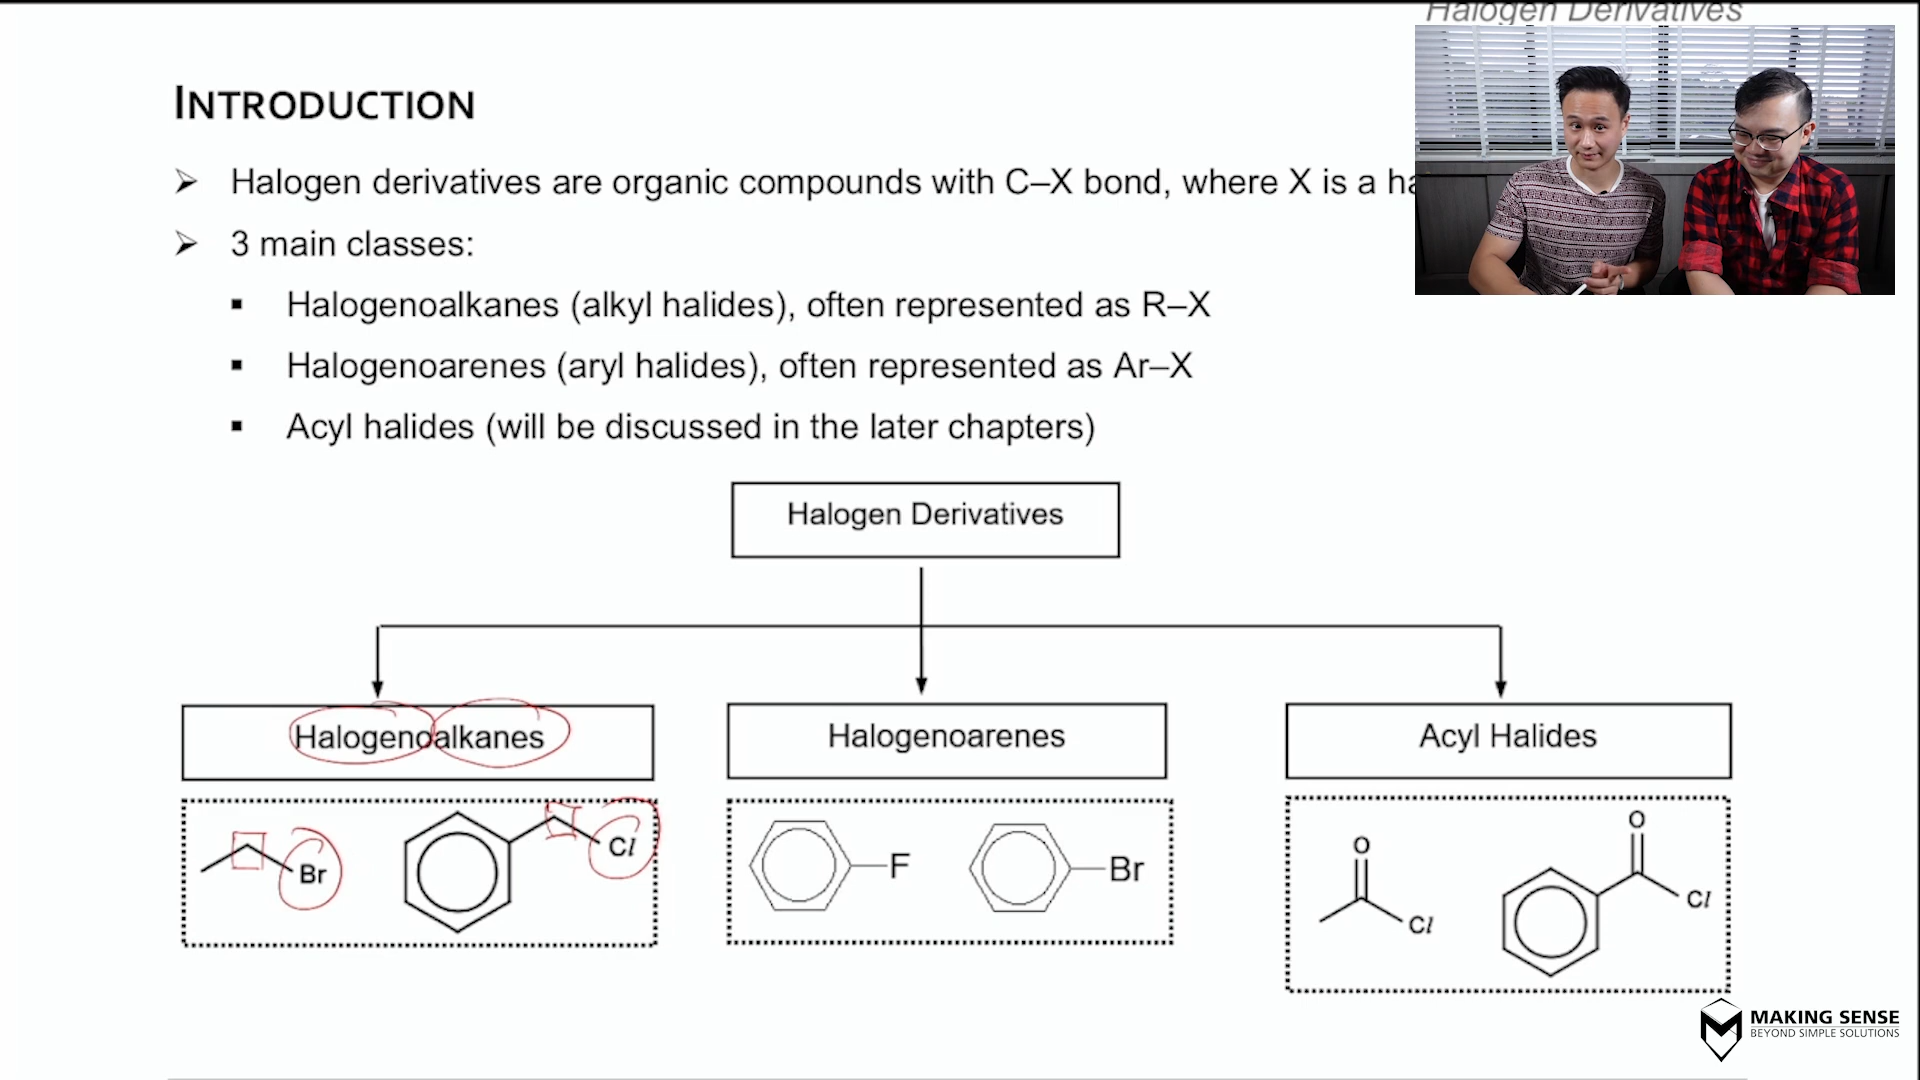 Halogen Derivatives
INTRODUCTION
➢ Halogen derivatives are organic compounds with C–X bond, where X is a ha
➢ 3 main classes:
▪ Halogenoalkanes (alkyl halides), often represented as R–X
▪ Halogenoarenes (aryl halides), often represented as Ar–X
▪ Acyl halides (will be discussed in the later chapters)
Halogen Derivatives
Halogenoalkanes
Halogenoarenes
Acyl Halides
Br
Cl
F
Br
O
Cl
O
Cl
MAKING SENSE
BEYOND SIMPLE SOLUTIONS